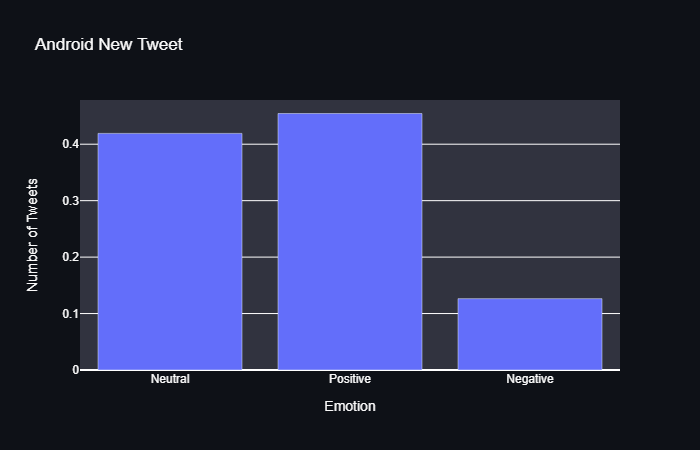 Android New Tweet
Number of Tweets
0.4
0.3
0.2
0.1
0
Neutral Positive Negative
Emotion